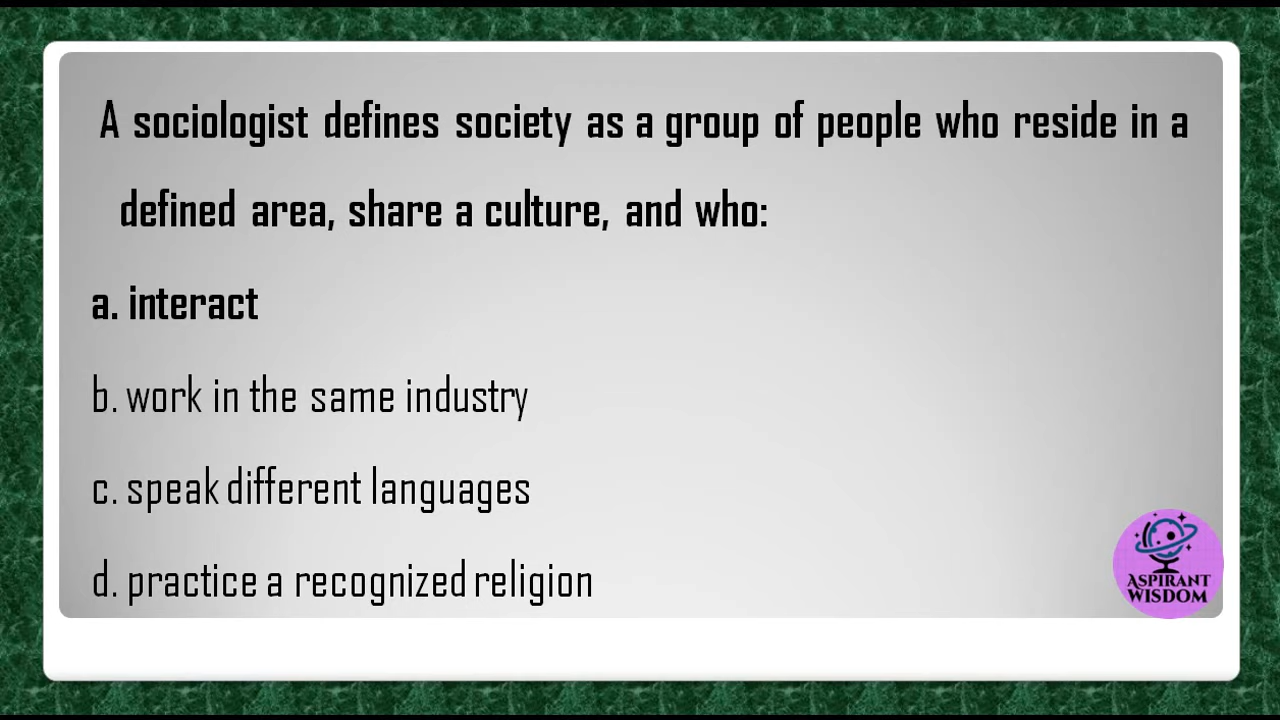 A sociologist defines society as a group of people who reside in a
defined area, share a culture, and who:
a. interact
b. work in the same industry
c. speak different languages
d. practice a recognized religion
ASPIRANT
WISDOM